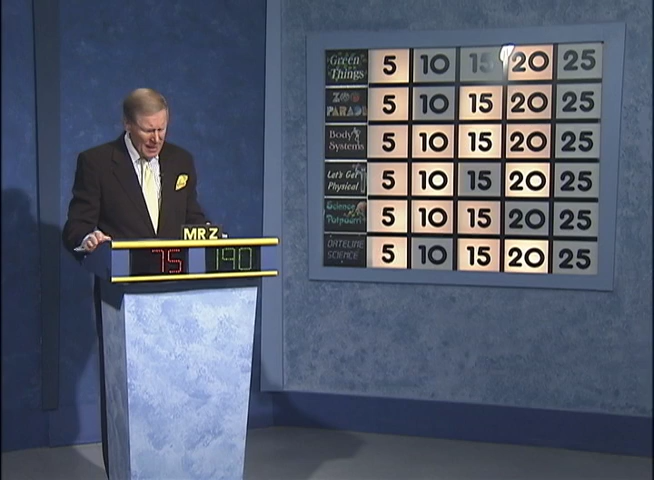 Green Things 5 10 15 20 25
ZOO PARADE 5 10 15 20 25
Body Systems 5 10 15 20 25
Let's Get Physical 5 10 15 20 25
Science Potpourri 5 10 15 20 25
DATELINE SCIENCE 5 10 15 20 25
MR Z
75 190